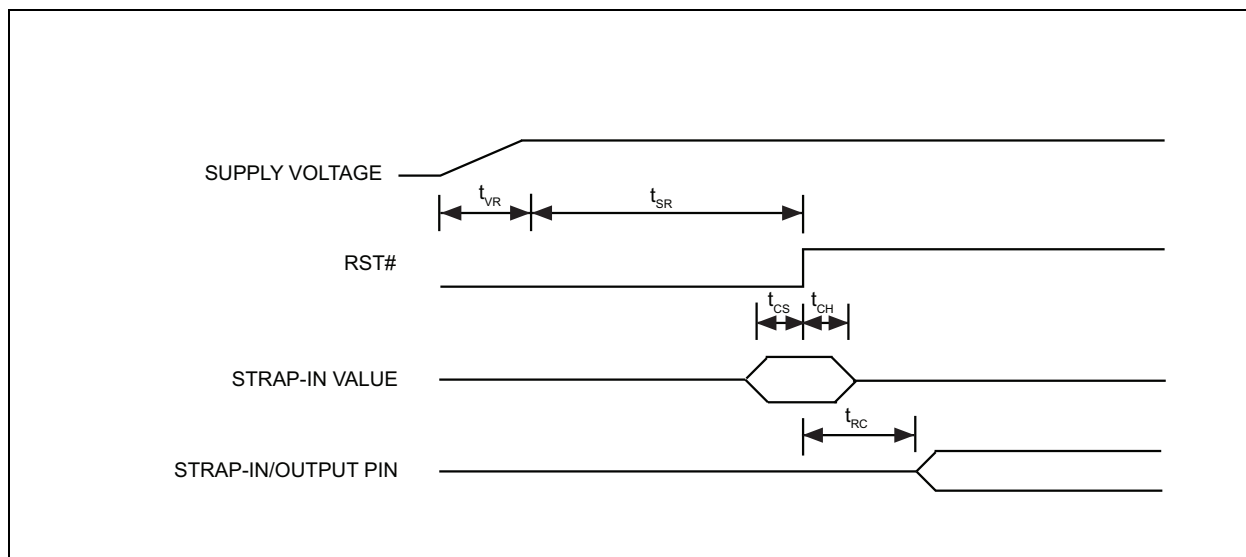 SUPPLY VOLTAGE
tVR
tSR
RST#
tCS
tCH
STRAP-IN VALUE
tRC
STRAP-IN/OUTPUT PIN